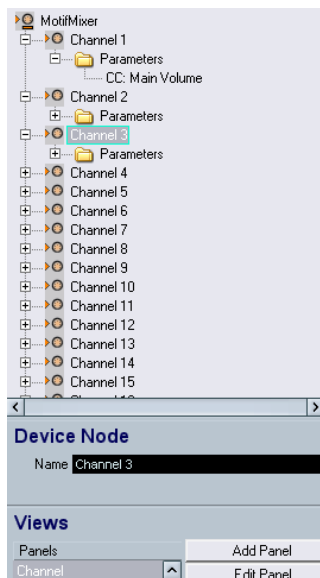 MotifMixer
Channel 1
Parameters
CC: Main Volume
Channel 2
Parameters
Channel 3
Parameters
Channel 4
Channel 5
Channel 6
Channel 7
Channel 8
Channel 9
Channel 10
Channel 11
Channel 12
Channel 13
Channel 14
Channel 15
Device Node
Name Channel 3
Views
Panels Add Panel
Channel Edit Panel